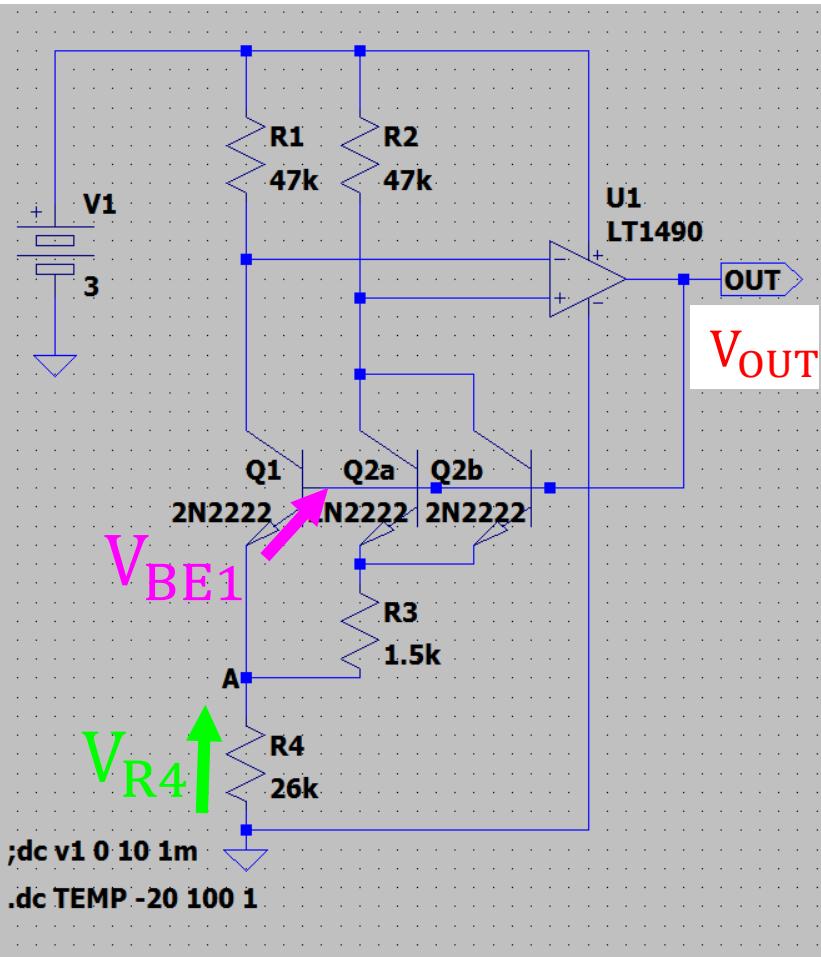 R1
47k
R2
47k
V1
+
3
U1
LT1490
−
+
+
−
OUT
VOUT
Q1
2N2222
Q2a
2N2222
Q2b
2N2222
VBE1
R3
1.5k
A
VR4
R4
26k
;dc v1 0 10 1m
.dc TEMP -20 100 1